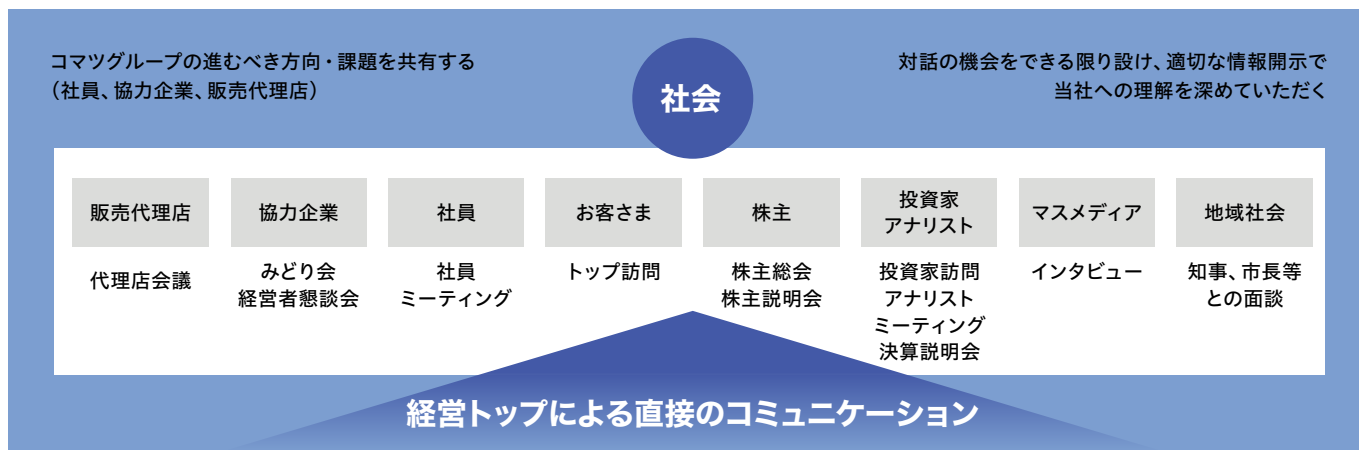 コマツグループの進むべき方向・課題を共有する
（社員、協力企業、販売代理店）
社会
対話の機会をできる限り設け、適切な情報開示で
当社への理解を深めていただく
販売代理店
代理店会議
協力企業
みどり会
経営者懇談会
社員
社員
ミーティング
お客さま
トップ訪問
株主
株主総会
株主説明会
投資家
アナリスト
投資家訪問
アナリスト
ミーティング
決算説明会
マスメディア
インタビュー
地域社会
知事、市長等
との面談
経営トップによる直接のコミュニケーション